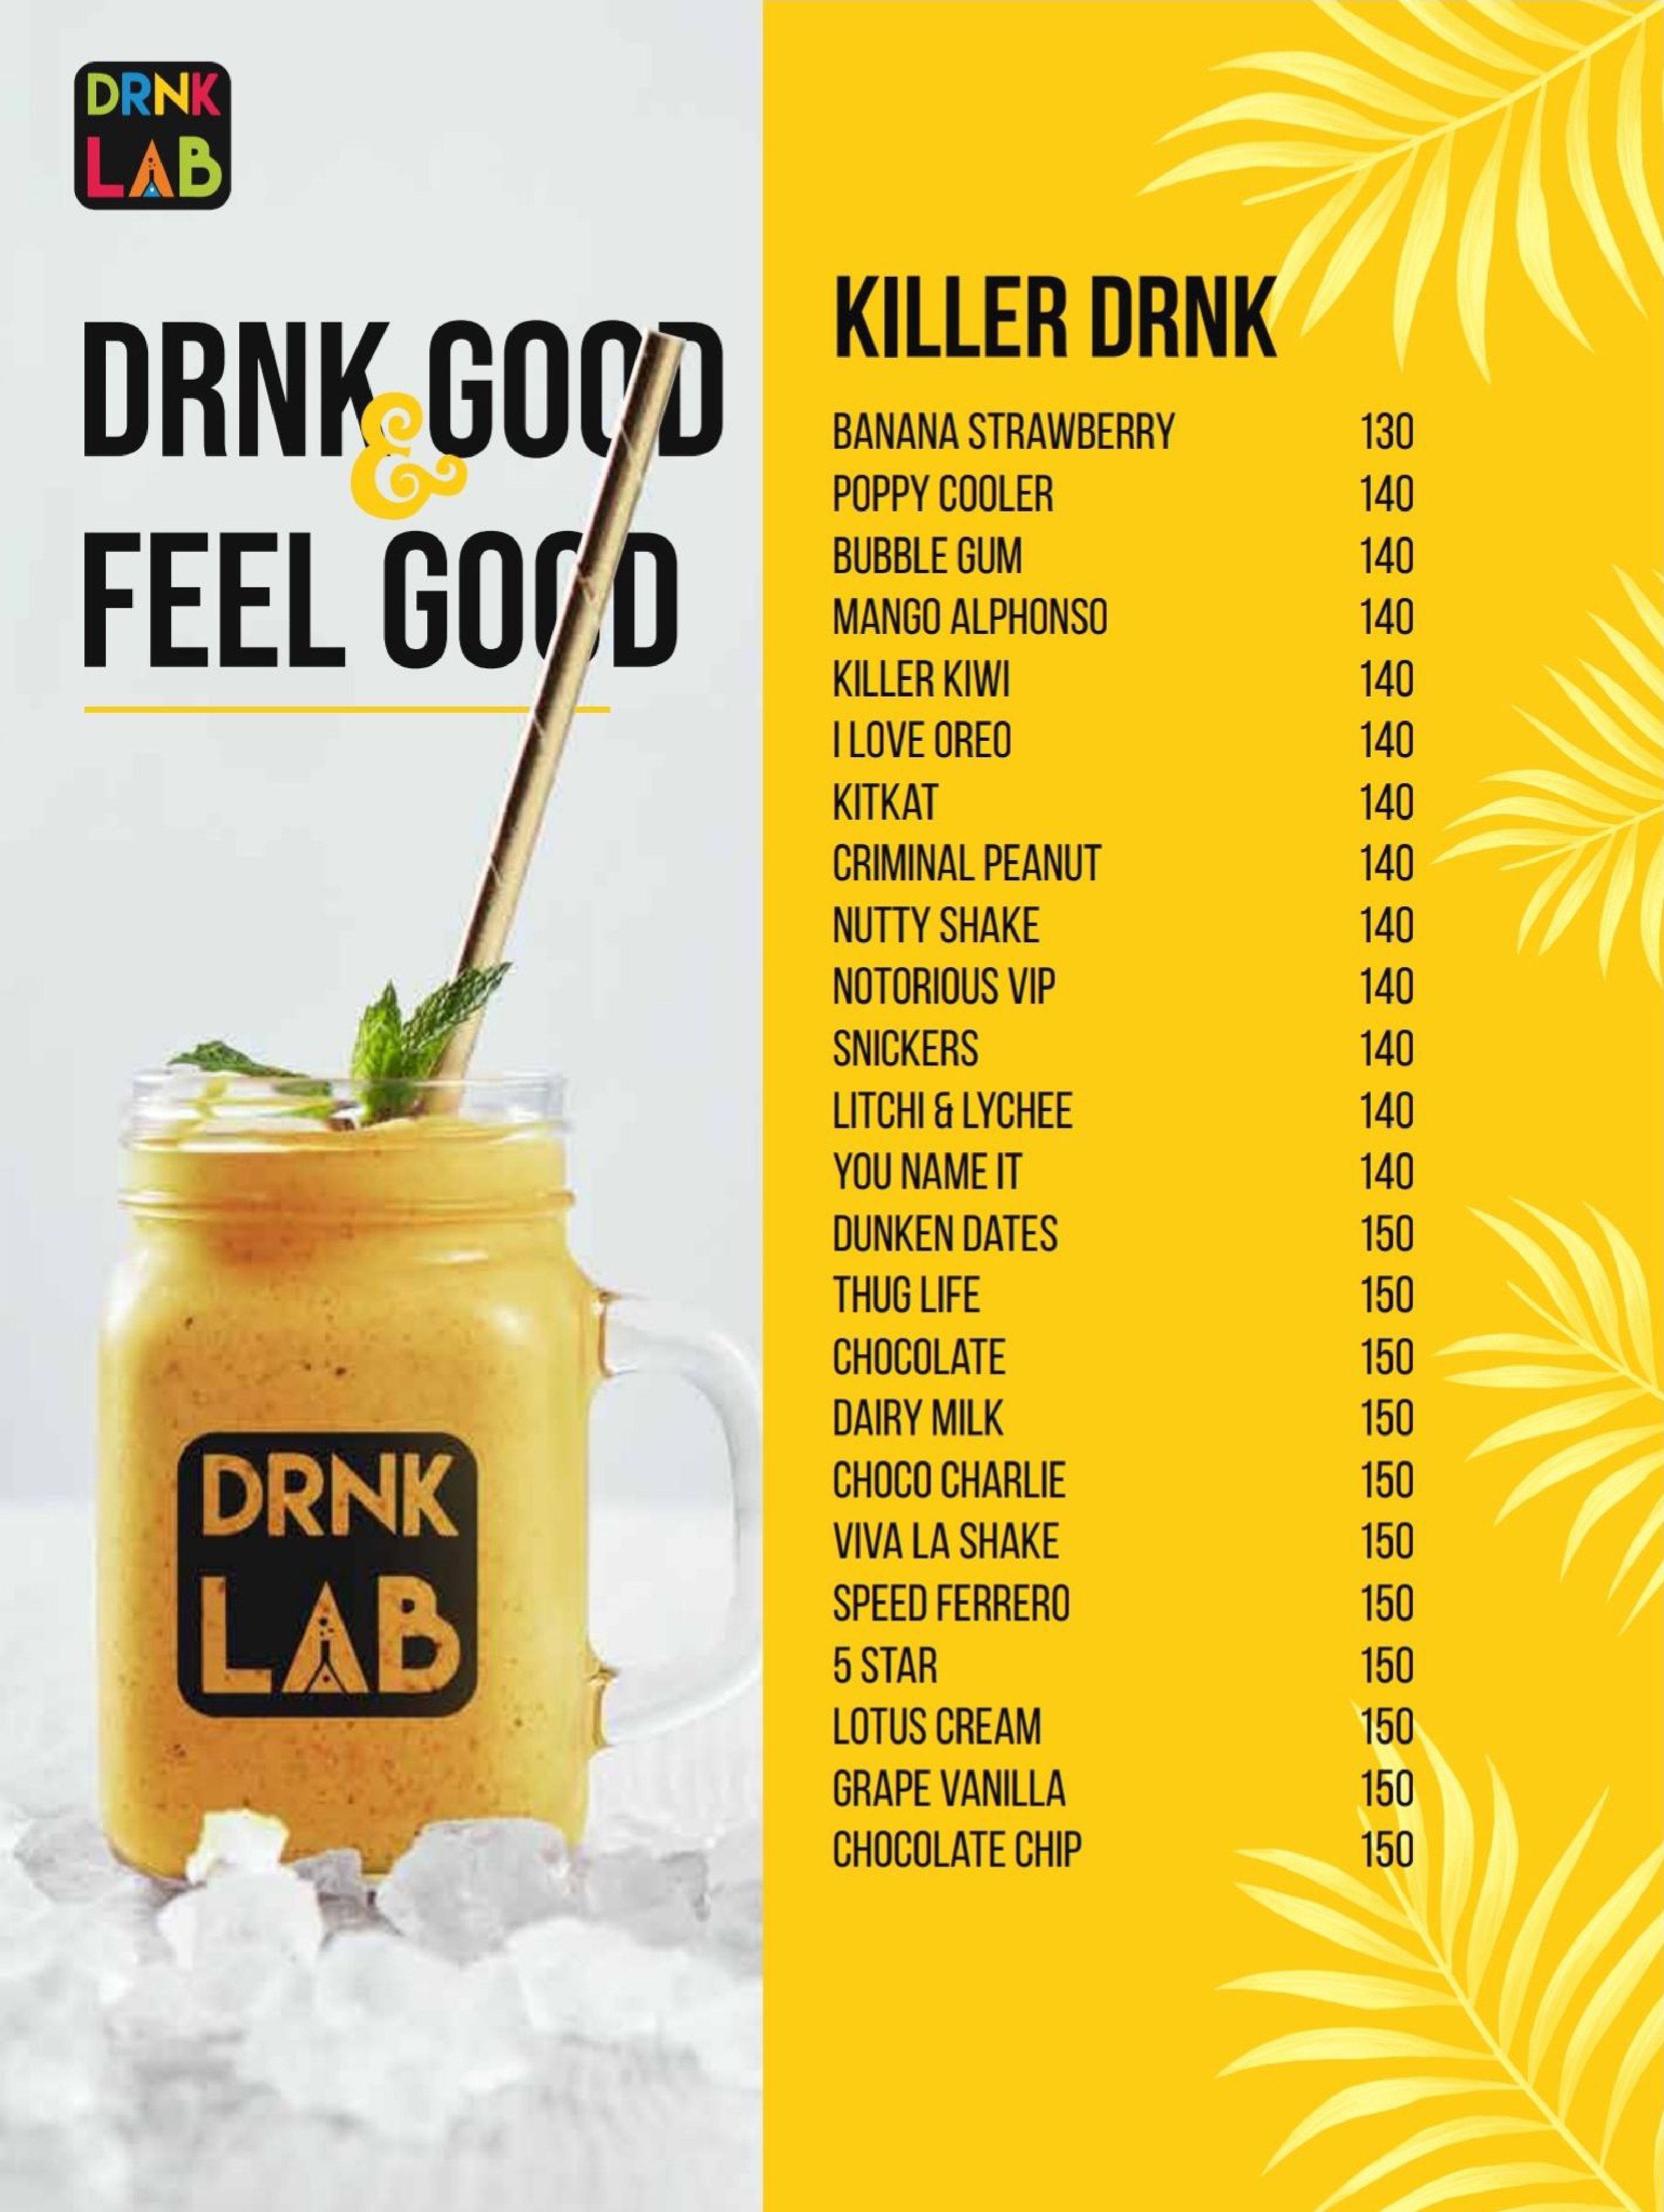 DRNK
LAB
DRNK GOOD
&
FEEL GOOD
DRNK
LAB
KILLER DRNK
BANANA STRAWBERRY 130
POPPY COOLER 140
BUBBLE GUM 140
MANGO ALPHONSO 140
KILLER KIWI 140
I LOVE OREO 140
KITKAT 140
CRIMINAL PEANUT 140
NUTTY SHAKE 140
NOTORIOUS VIP 140
SNICKERS 140
LITCHI & LYCHEE 140
YOU NAME IT 140
DUNKEN DATES 150
THUG LIFE 150
CHOCOLATE 150
DAIRY MILK 150
CHOCO CHARLIE 150
VIVA LA SHAKE 150
SPEED FERRERO 150
5 STAR 150
LOTUS CREAM 150
GRAPE VANILLA 150
CHOCOLATE CHIP 150